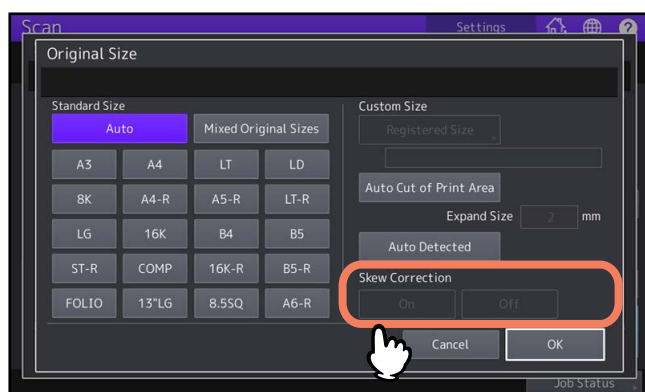 Scan
Settings
?
Original Size
Standard Size
Auto
Mixed Original Sizes
A3
A4
LT
LD
8K
A4-R
A5-R
LT-R
LG
16K
B4
B5
ST-R
COMP
16K-R
B5-R
FOLIO
13"LG
8.5SQ
A6-R
Custom Size
Registered Size
Auto Cut of Print Area
Expand Size
2
mm
Auto Detected
Skew Correction
On
Off
Cancel
OK
Job Status